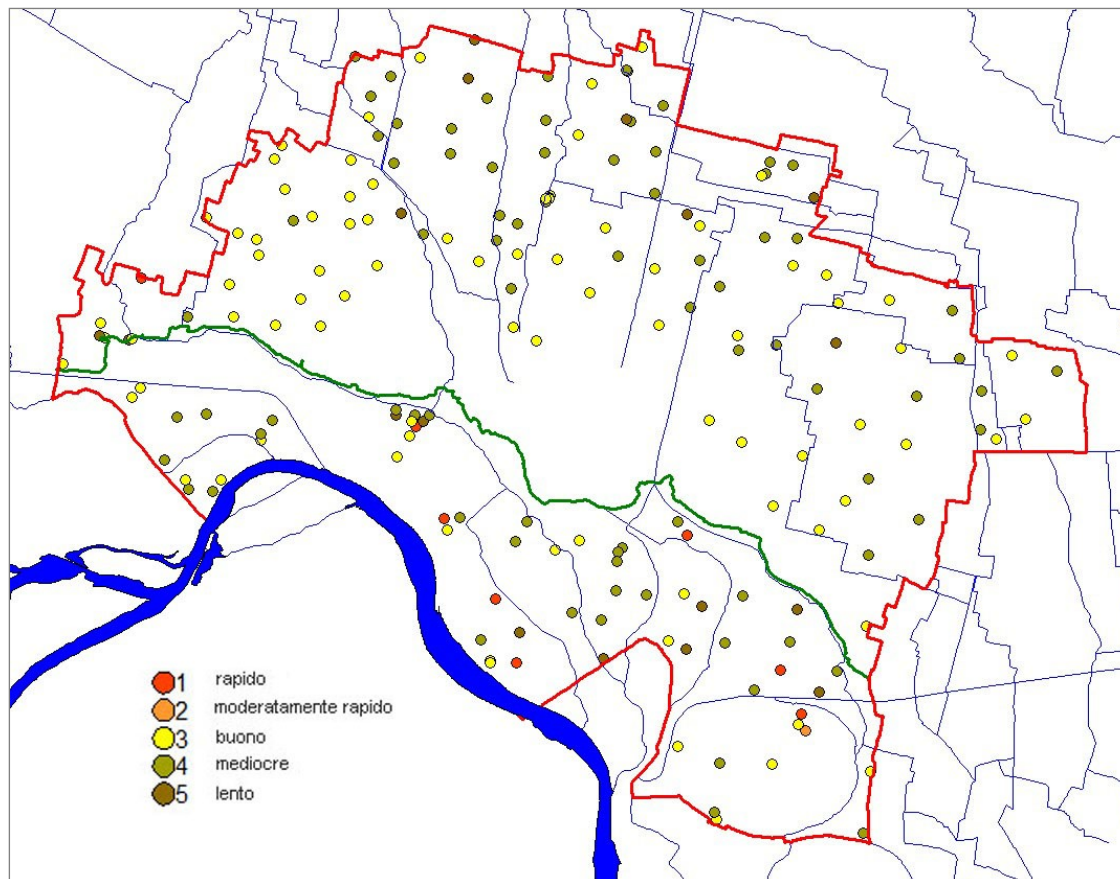 1 rapido
2 moderatamente rapido
3 buono
4 mediocre
5 lento